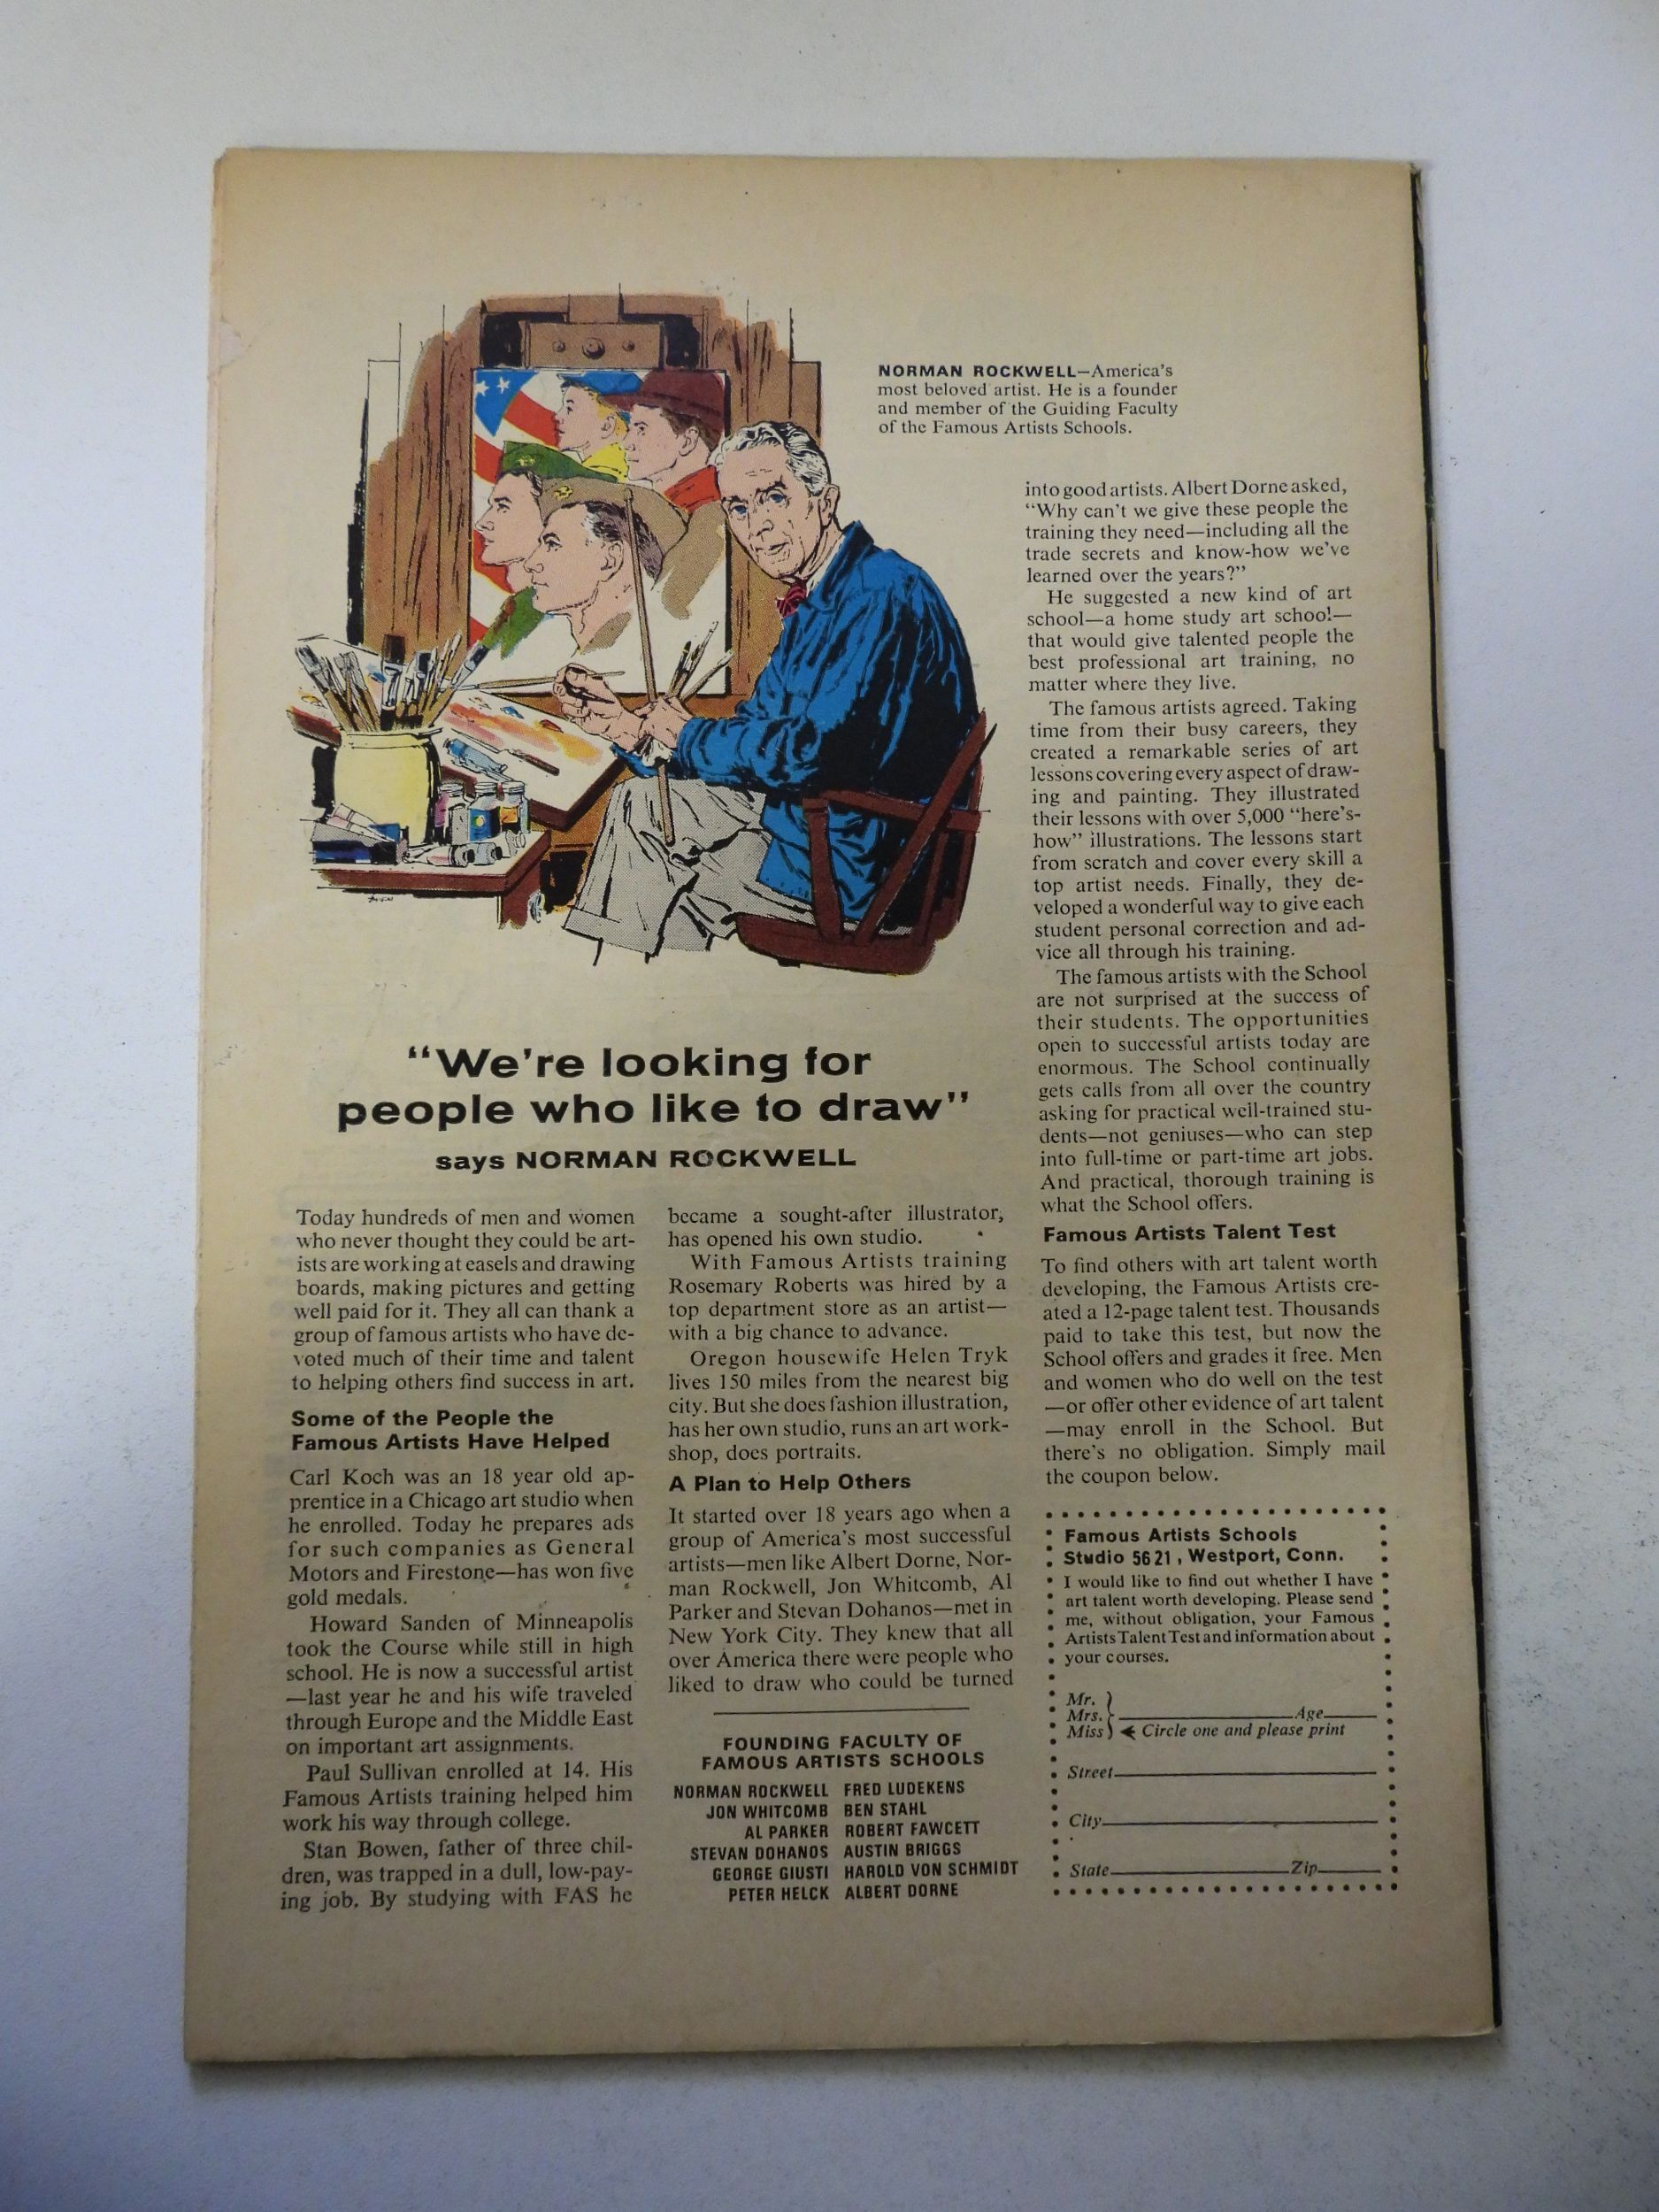 NORMAN ROCKWELL—America's
most beloved artist. He is a founder
and member of the Guiding Faculty
of the Famous Artists Schools.
"We're looking for
people who like to draw"
says NORMAN ROCKWELL
Today hundreds of men and women
who never thought they could be art-
ists are working at easels and drawing
boards, making pictures and getting
well paid for it. They all can thank a
group of famous artists who have de-
voted much of their time and talent
to helping others find success in art.
Some of the People the
Famous Artists Have Helped
Carl Koch was an 18 year old ap-
prentice in a Chicago art studio when
he enrolled. Today he prepares ads
for such companies as General
Motors and Firestone—has won five
gold medals.
Howard Sanden of Minneapolis
took the Course while still in high
school. He is now a successful artist
—last year he and his wife traveled
through Europe and the Middle East
on important art assignments.
Paul Sullivan enrolled at 14. His
Famous Artists training helped him
work his way through college.
Stan Bowen, father of three chil-
dren, was trapped in a dull, low-pay-
ing job. By studying with FAS he
became a sought-after illustrator,
has opened his own studio.
With Famous Artists training
Rosemary Roberts was hired by a
top department store as an artist—
with a big chance to advance.
Oregon housewife Helen Tryk
lives 150 miles from the nearest big
city. But she does fashion illustration,
has her own studio, runs an art work-
shop, does portraits.
A Plan to Help Others
It started over 18 years ago when a
group of America's most successful
artists—men like Albert Dorne, Nor-
man Rockwell, Jon Whitcomb, Al
Parker and Stevan Dohanos—met in
New York City. They knew that all
over America there were people who
liked to draw who could be turned
into good artists. Albert Dorne asked,
"Why can't we give these people the
training they need—including all the
trade secrets and know-how we've
learned over the years?"
He suggested a new kind of art
school—a home study art school—
that would give talented people the
best professional art training, no
matter where they live.
The famous artists agreed. Taking
time from their busy careers, they
created a remarkable series of art
lessons covering every aspect of draw-
ing and painting. They illustrated
their lessons with over 5,000 "here's-
how" illustrations. The lessons start
from scratch and cover every skill a
top artist needs. Finally, they de-
veloped a wonderful way to give each
student personal correction and ad-
vice all through his training.
The famous artists with the School
are not surprised at the success of
their students. The opportunities
open to successful artists today are
enormous. The School continually
gets calls from all over the country
asking for practical well-trained stu-
dents—not geniuses—who can step
into full-time or part-time art jobs.
And practical, thorough training is
what the School offers.
Famous Artists Talent Test
To find others with art talent worth
developing, the Famous Artists cre-
ated a 12-page talent test. Thousands
paid to take this test, but now the
School offers and grades it free. Men
and women who do well on the test
—or offer other evidence of art talent
—may enroll in the School. But
there's no obligation. Simply mail
the coupon below.
FOUNDING FACULTY OF
FAMOUS ARTISTS SCHOOLS
NORMAN ROCKWELL FRED LUDEKENS
JON WHITCOMB BEN STAHL
AL PARKER ROBERT FAWCETT
STEVAN DOHANOS AUSTIN BRIGGS
GEORGE GIUSTI HAROLD VON SCHMIDT
PETER HELCK ALBERT DORNE
Famous Artists Schools
Studio 5621, Westport, Conn.
I would like to find out whether I have
art talent worth developing. Please send
me, without obligation, your Famous
Artists Talent Test and information about
your courses.
Mr.
Mrs. Age
Miss Circle one and please print
Street
City
State Zip